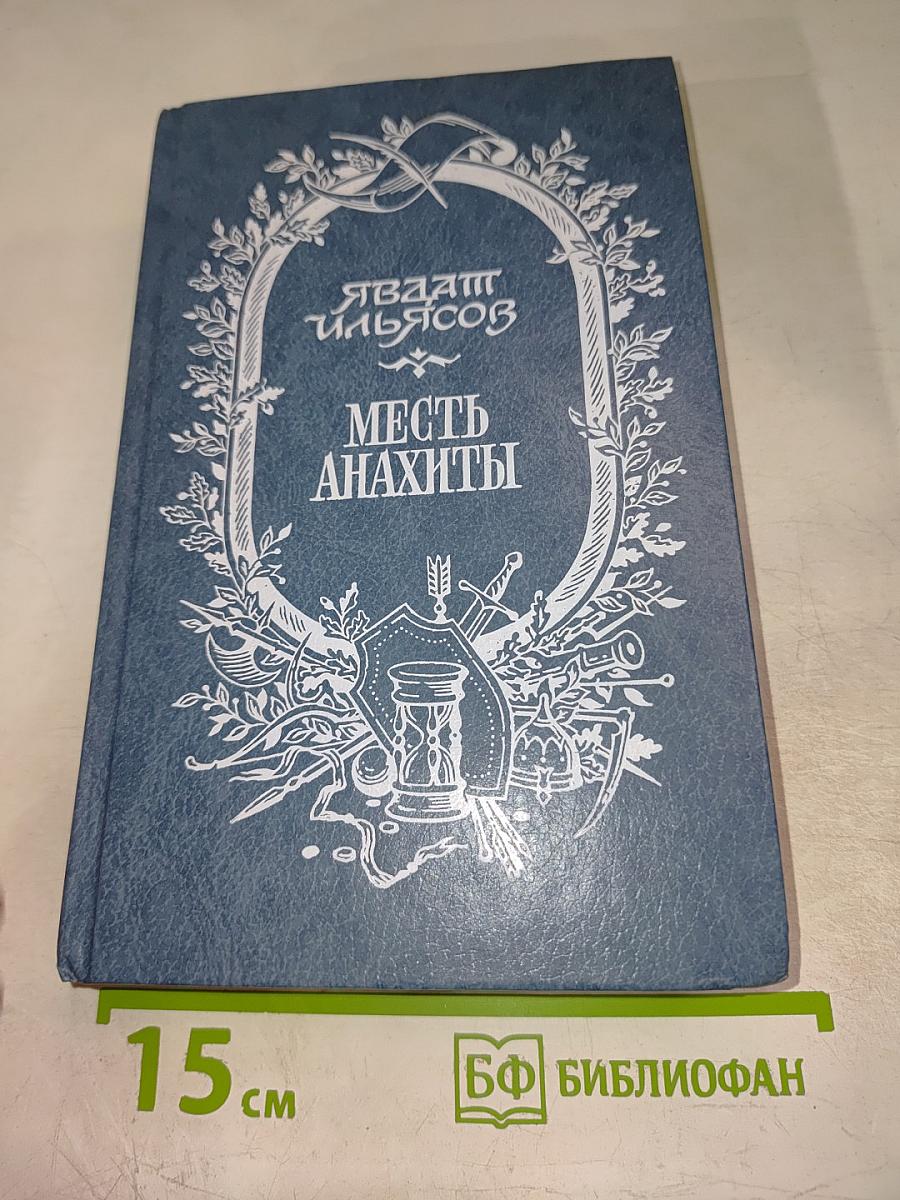 ЯВДАТ
ИЛЬЯСОВ
МЕСТЬ
АНАХИТЫ
15 см
БФ БИБЛИОФАН